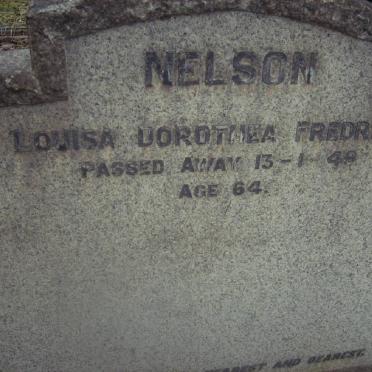 NELSON
LOUISA DOROTHEA FREDR
PASSED AWAY 13-1-49
AGE 64.
AND DEAREST.